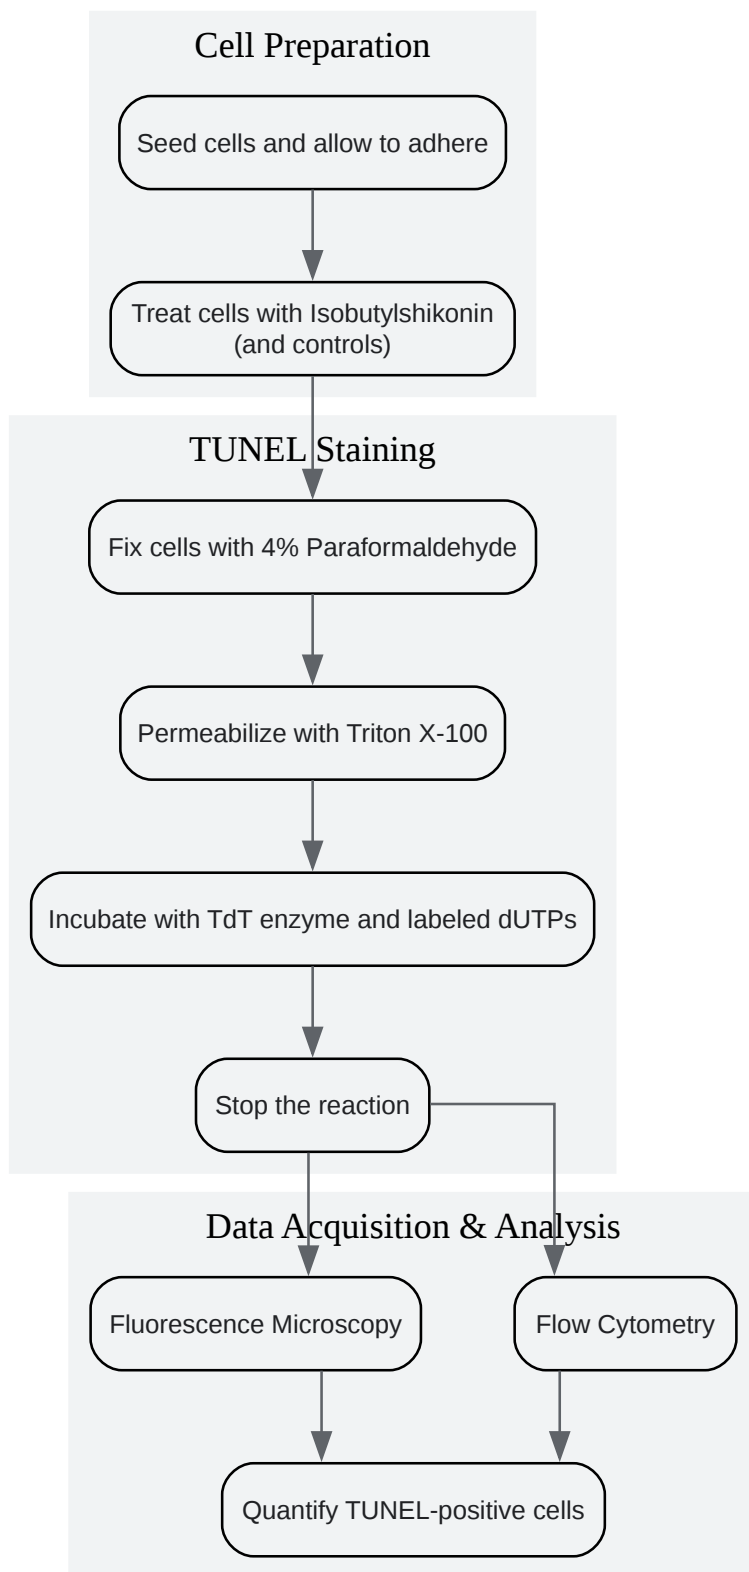 Cell Preparation
Seed cells and allow to adhere
Treat cells with Isobutylshikonin
(and controls)
TUNEL Staining
Fix cells with 4% Paraformaldehyde
Permeabilize with Triton X-100
Incubate with TdT enzyme and labeled dUTPs
Stop the reaction
Data Acquisition & Analysis
Fluorescence Microscopy
Flow Cytometry
Quantify TUNEL-positive cells